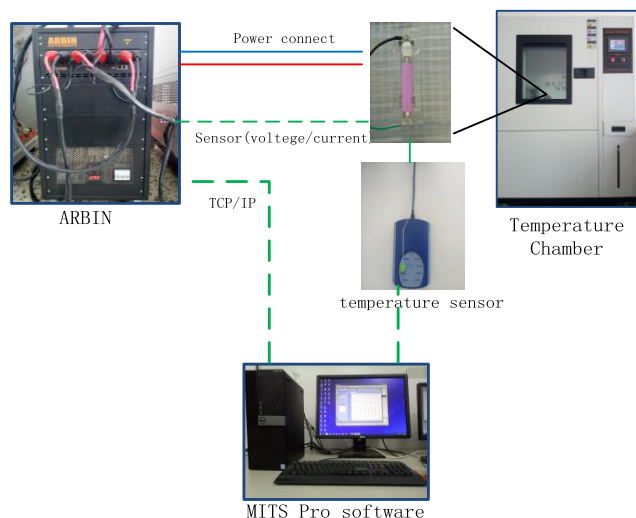 ARBIN
Power connect
Sensor(voltege/current
TCP/IP
ARBIN
Temperature
Chamber
temperature sensor
MITS Pro software